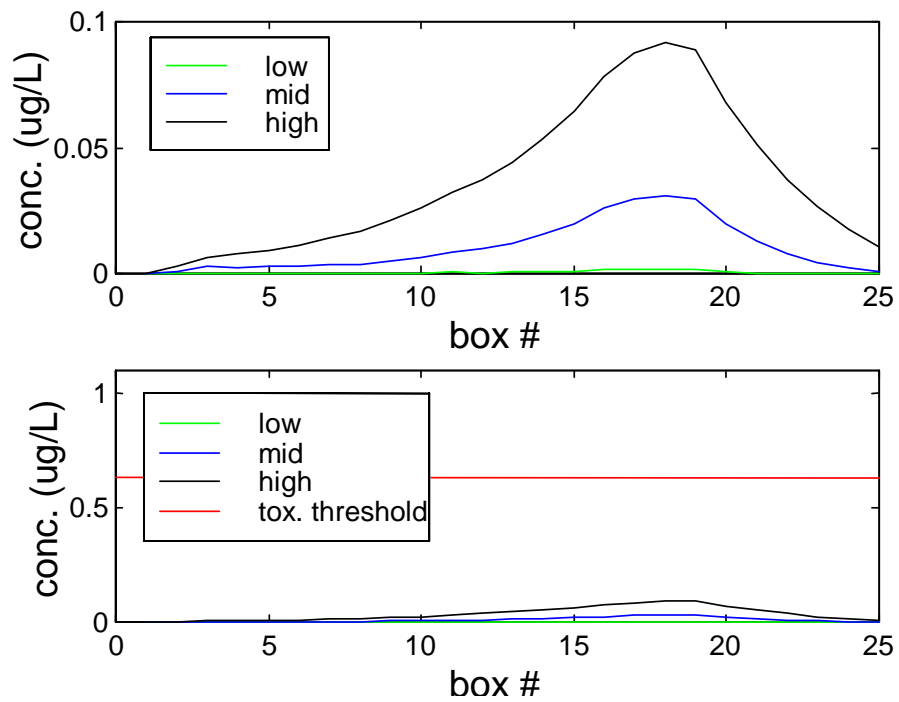 0.1
0.05
0
conc. (ug/L)
low
mid
high
0 5 10 15 20 25
box #
1
0.5
0
conc. (ug/L)
low
mid
high
tox. threshold
0 5 10 15 20 25
box #